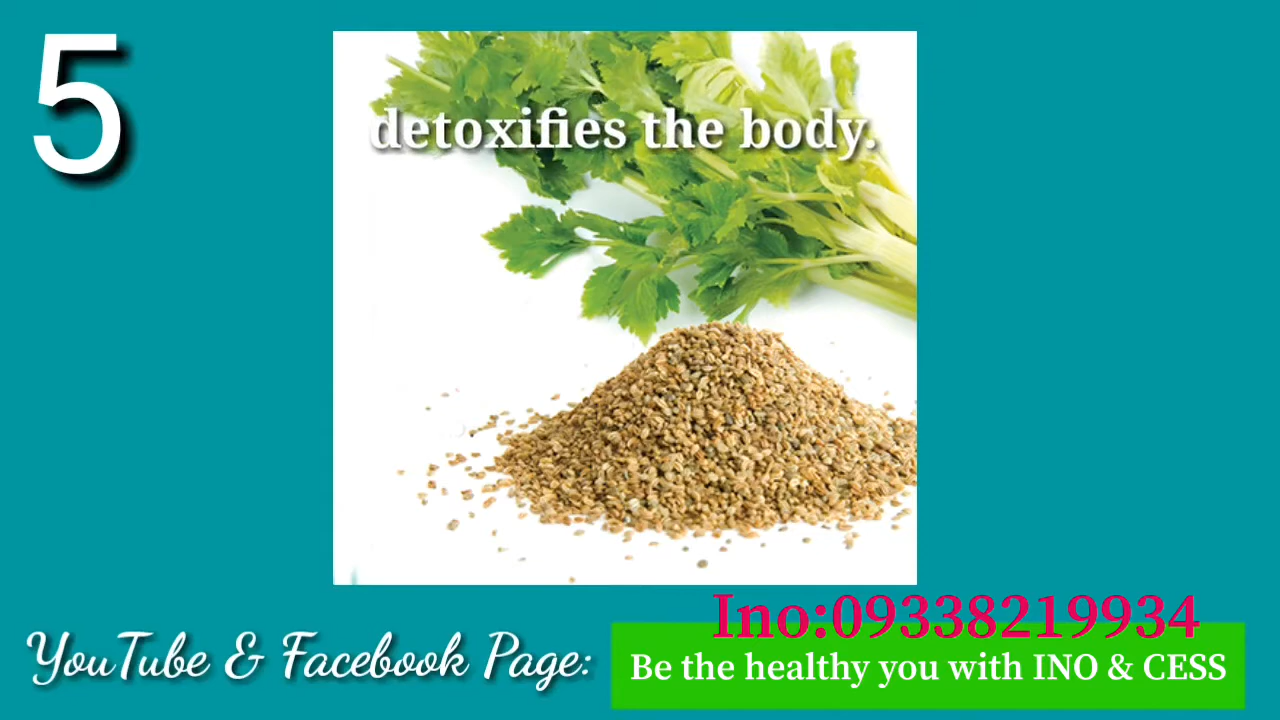 5
detoxifies the body.
Ino:09338219934
YouTube & Facebook Page:
Be the healthy you with INO & CESS